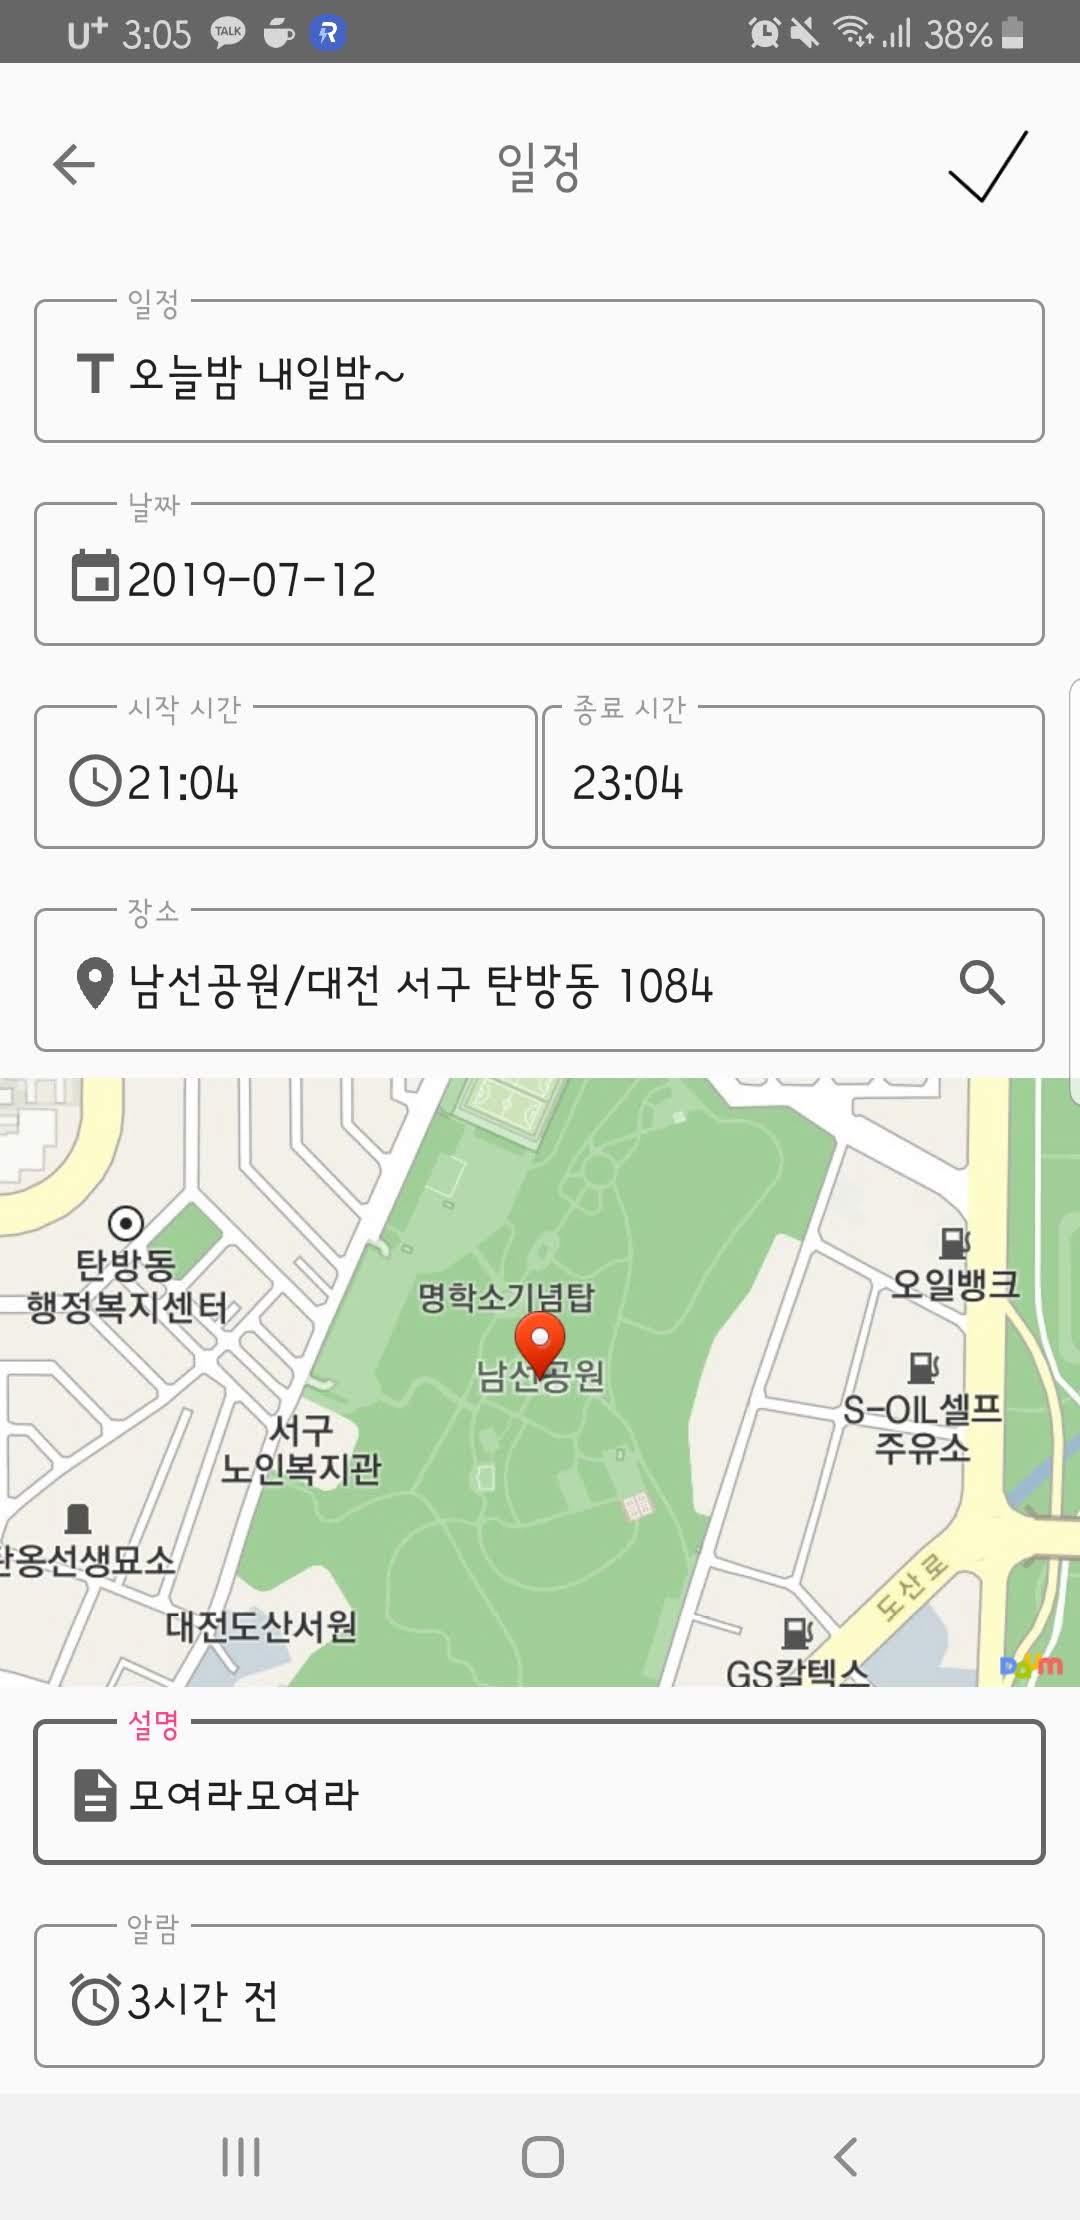 U+ 3:05 TALK R 38%
일정
일정
T 오늘밤 내일밤~
날짜
2019-07-12
시작 시간 종료 시간
21:04 23:04
장소
남선공원/대전 서구 탄방동 1084
탄방동
행정복지센터
명학소기념탑
남선공원
오일뱅크
S-OIL셀프
주유소
서구
노인복지관
탄옹선생묘소
대전도산서원
도산로
GS칼텍스
Daum
설명
모여라모여라
알람
3시간 전